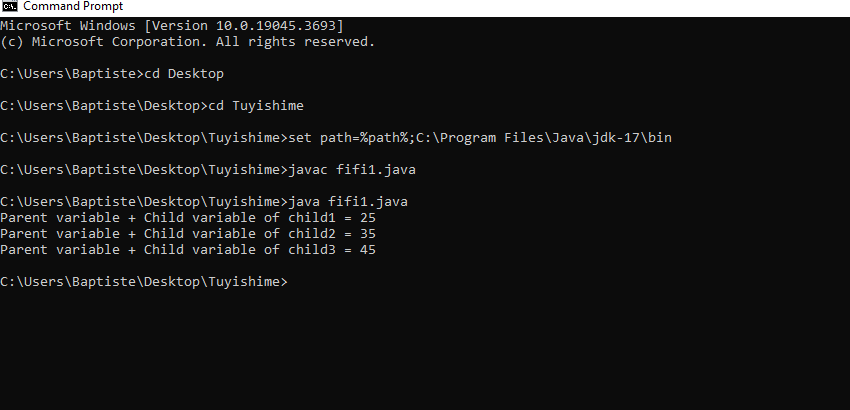 Command Prompt
Microsoft Windows [Version 10.0.19045.3693]
(c) Microsoft Corporation. All rights reserved.
C:\Users\Baptiste>cd Desktop
C:\Users\Baptiste\Desktop>cd Tuyishime
C:\Users\Baptiste\Desktop\Tuyishime>set path=%path%;C:\Program Files\Java\jdk-17\bin
C:\Users\Baptiste\Desktop\Tuyishime>javac fifi1.java
C:\Users\Baptiste\Desktop\Tuyishime>java fifi1.java
Parent variable + Child variable of child1 = 25
Parent variable + Child variable of child2 = 35
Parent variable + Child variable of child3 = 45
C:\Users\Baptiste\Desktop\Tuyishime>